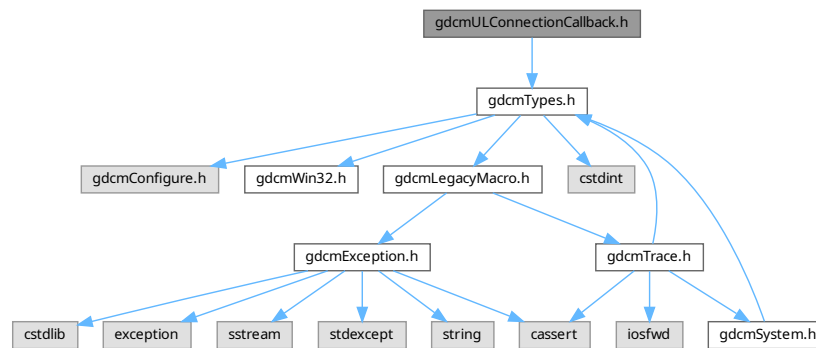 gdcmULConnectionCallback.h
gdcmTypes.h
gdcmConfigure.h
gdcmWin32.h
gdcmLegacyMacro.h
cstdint
gdcmException.h
gdcmTrace.h
cstdlib
exception
sstream
stdexcept
string
cassert
iosfwd
gdcmSystem.h